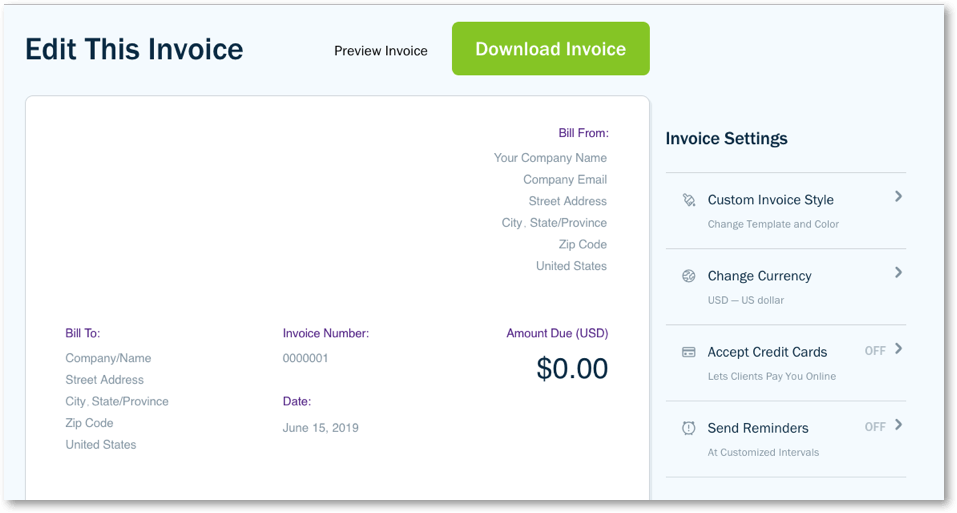 Edit This Invoice
Preview Invoice
Download Invoice
Bill From:
Your Company Name
Company Email
Street Address
City, State/Province
Zip Code
United States
Bill To:
Company/Name
Street Address
City, State/Province
Zip Code
United States
Invoice Number:
0000001
Date:
June 15, 2019
Amount Due (USD)
$0.00
Invoice Settings
Custom Invoice Style
Change Template and Color
Change Currency
USD — US dollar
Accept Credit Cards OFF
Lets Clients Pay You Online
Send Reminders OFF
At Customized Intervals